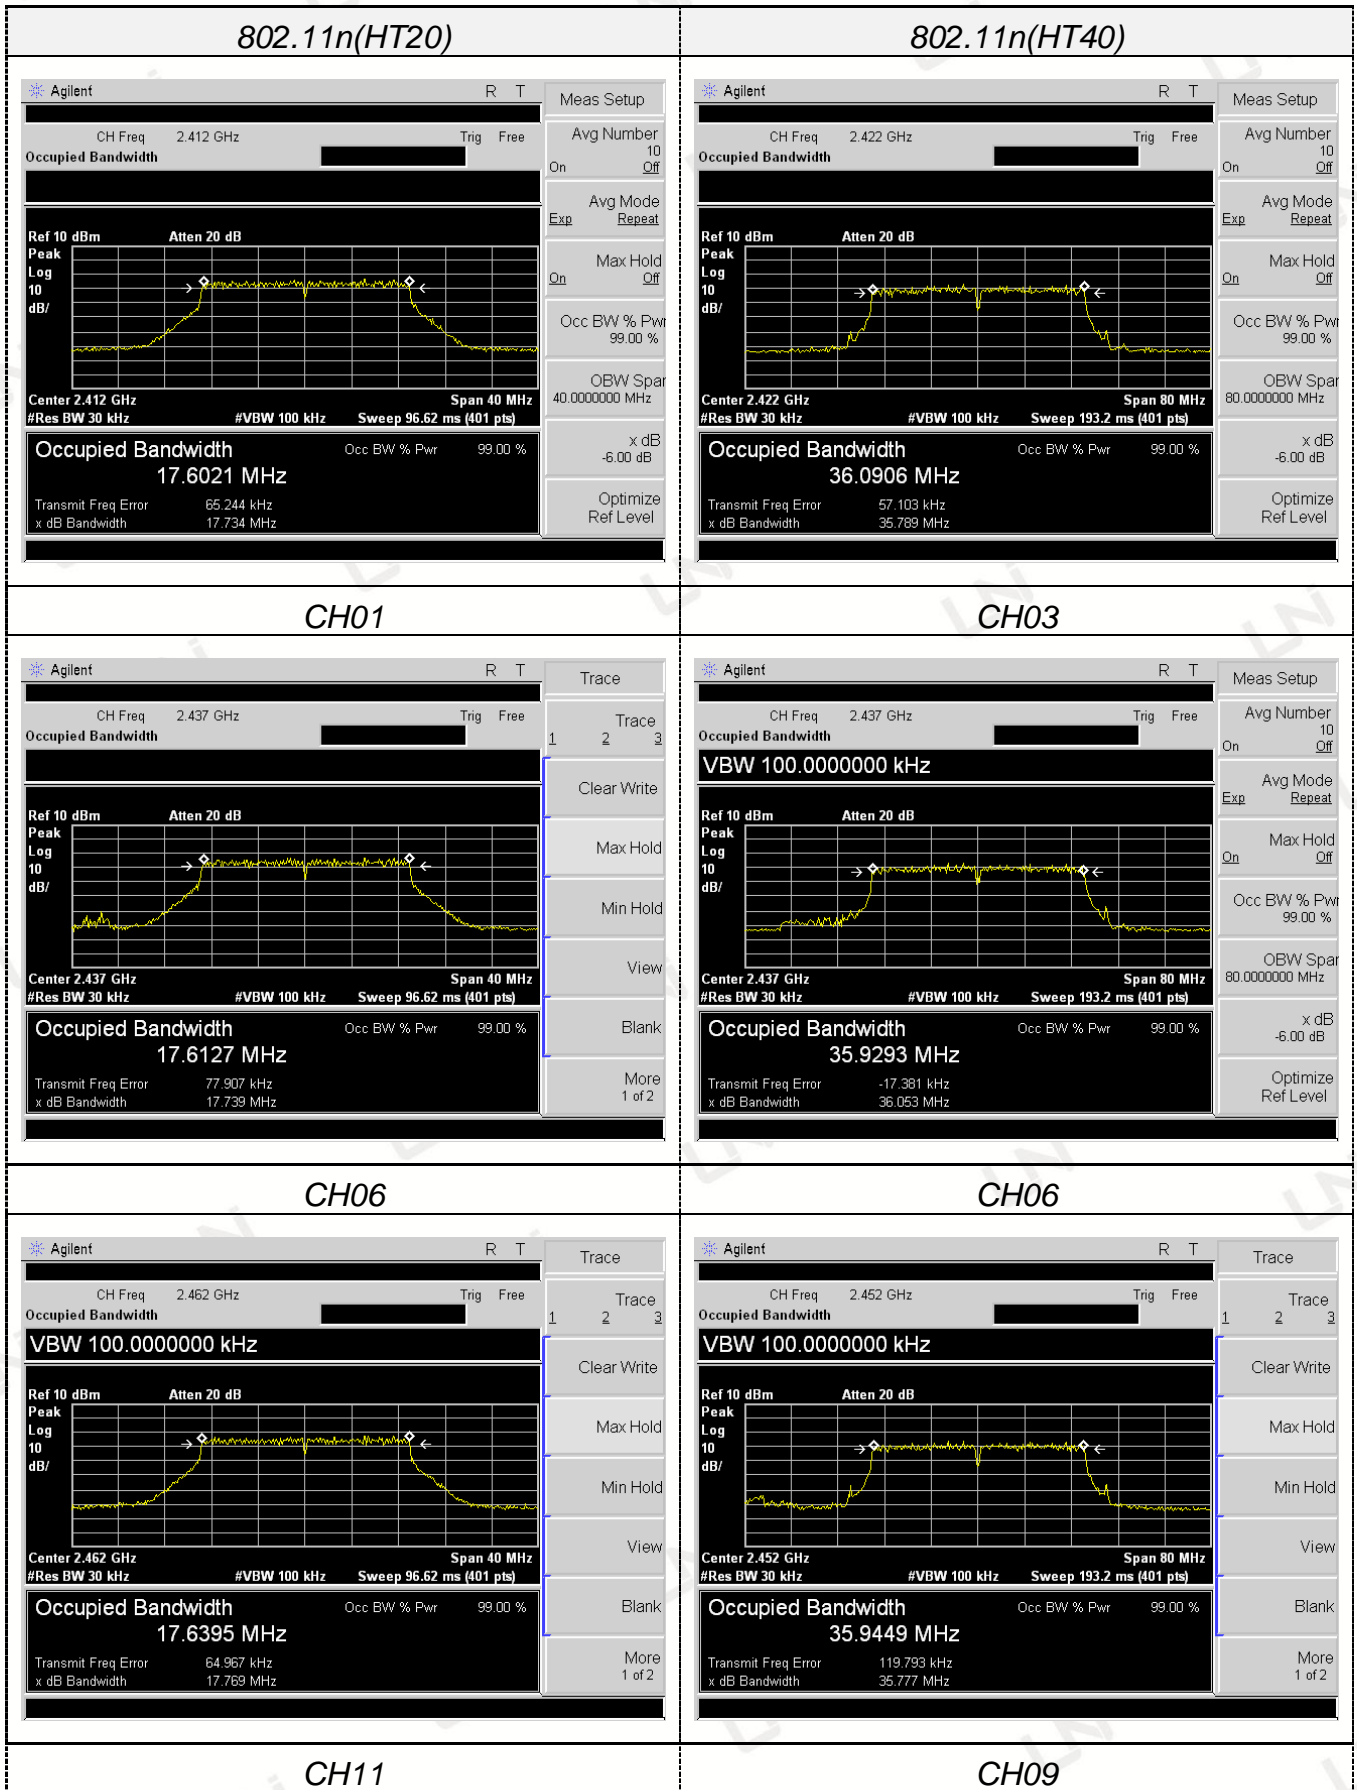 802.11n(HT20)
802.11n(HT40)
Agilent R T
Meas Setup
CH Freq 2.412 GHz Trig Free
Occupied Bandwidth
Avg Number
10
On Off
Avg Mode
Exp Repeat
Max Hold
On Off
Occ BW % Pwr
99.00 %
OBW Span
40.0000000 MHz
x dB
-6.00 dB
Optimize
Ref Level
Ref 10 dBm Atten 20 dB
Peak
Log
10
dB/
Center 2.412 GHz Span 40 MHz
#Res BW 30 kHz #VBW 100 kHz Sweep 96.62 ms (401 pts)
Occupied Bandwidth Occ BW % Pwr 99.00 %
17.6021 MHz
Transmit Freq Error 65.244 kHz
x dB Bandwidth 17.734 MHz
Agilent R T
Meas Setup
CH Freq 2.422 GHz Trig Free
Occupied Bandwidth
Avg Number
10
On Off
Avg Mode
Exp Repeat
Max Hold
On Off
Occ BW % Pwr
99.00 %
OBW Span
80.0000000 MHz
x dB
-6.00 dB
Optimize
Ref Level
Ref 10 dBm Atten 20 dB
Peak
Log
10
dB/
Center 2.422 GHz Span 80 MHz
#Res BW 30 kHz #VBW 100 kHz Sweep 193.2 ms (401 pts)
Occupied Bandwidth Occ BW % Pwr 99.00 %
36.0906 MHz
Transmit Freq Error 57.103 kHz
x dB Bandwidth 35.789 MHz
CH01
CH03
Agilent R T
Trace
CH Freq 2.437 GHz Trig Free
Occupied Bandwidth
Trace
1 2 3
Clear Write
Max Hold
Min Hold
View
Blank
More
1 of 2
Ref 10 dBm Atten 20 dB
Peak
Log
10
dB/
Center 2.437 GHz Span 40 MHz
#Res BW 30 kHz #VBW 100 kHz Sweep 96.62 ms (401 pts)
Occupied Bandwidth Occ BW % Pwr 99.00 %
17.6127 MHz
Transmit Freq Error 77.907 kHz
x dB Bandwidth 17.739 MHz
Agilent R T
Meas Setup
CH Freq 2.437 GHz Trig Free
Occupied Bandwidth
VBW 100.0000000 kHz
Avg Number
10
On Off
Avg Mode
Exp Repeat
Max Hold
On Off
Occ BW % Pwr
99.00 %
OBW Span
80.0000000 MHz
x dB
-6.00 dB
Optimize
Ref Level
Ref 10 dBm Atten 20 dB
Peak
Log
10
dB/
Center 2.437 GHz Span 80 MHz
#Res BW 30 kHz #VBW 100 kHz Sweep 193.2 ms (401 pts)
Occupied Bandwidth Occ BW % Pwr 99.00 %
35.9293 MHz
Transmit Freq Error -17.381 kHz
x dB Bandwidth 36.053 MHz
CH06
CH06
Agilent R T
Trace
CH Freq 2.462 GHz Trig Free
Occupied Bandwidth
VBW 100.0000000 kHz
Trace
1 2 3
Clear Write
Max Hold
Min Hold
View
Blank
More
1 of 2
Ref 10 dBm Atten 20 dB
Peak
Log
10
dB/
Center 2.462 GHz Span 40 MHz
#Res BW 30 kHz #VBW 100 kHz Sweep 96.62 ms (401 pts)
Occupied Bandwidth Occ BW % Pwr 99.00 %
17.6395 MHz
Transmit Freq Error 64.967 kHz
x dB Bandwidth 17.769 MHz
Agilent R T
Trace
CH Freq 2.452 GHz Trig Free
Occupied Bandwidth
VBW 100.0000000 kHz
Trace
1 2 3
Clear Write
Max Hold
Min Hold
View
Blank
More
1 of 2
Ref 10 dBm Atten 20 dB
Peak
Log
10
dB/
Center 2.452 GHz Span 80 MHz
#Res BW 30 kHz #VBW 100 kHz Sweep 193.2 ms (401 pts)
Occupied Bandwidth Occ BW % Pwr 99.00 %
35.9449 MHz
Transmit Freq Error 119.793 kHz
x dB Bandwidth 35.777 MHz
CH11
CH09